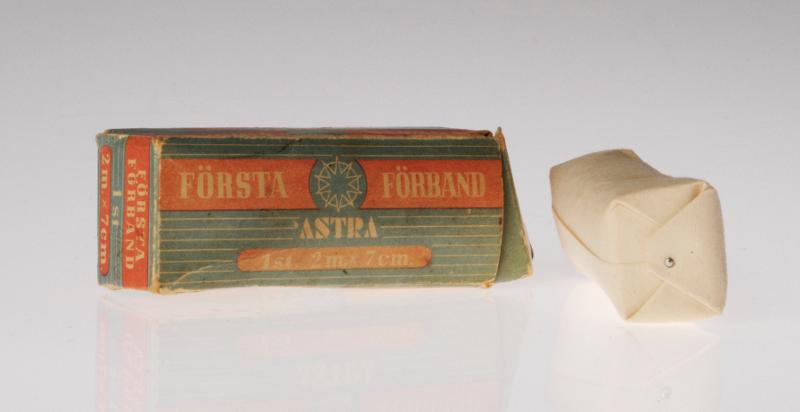 FÖRSTA FÖRBAND
ASTRA
1 st. 2 m × 7 cm
FÖRSTA
FÖRBAND
1 st.
2 m × 7 cm